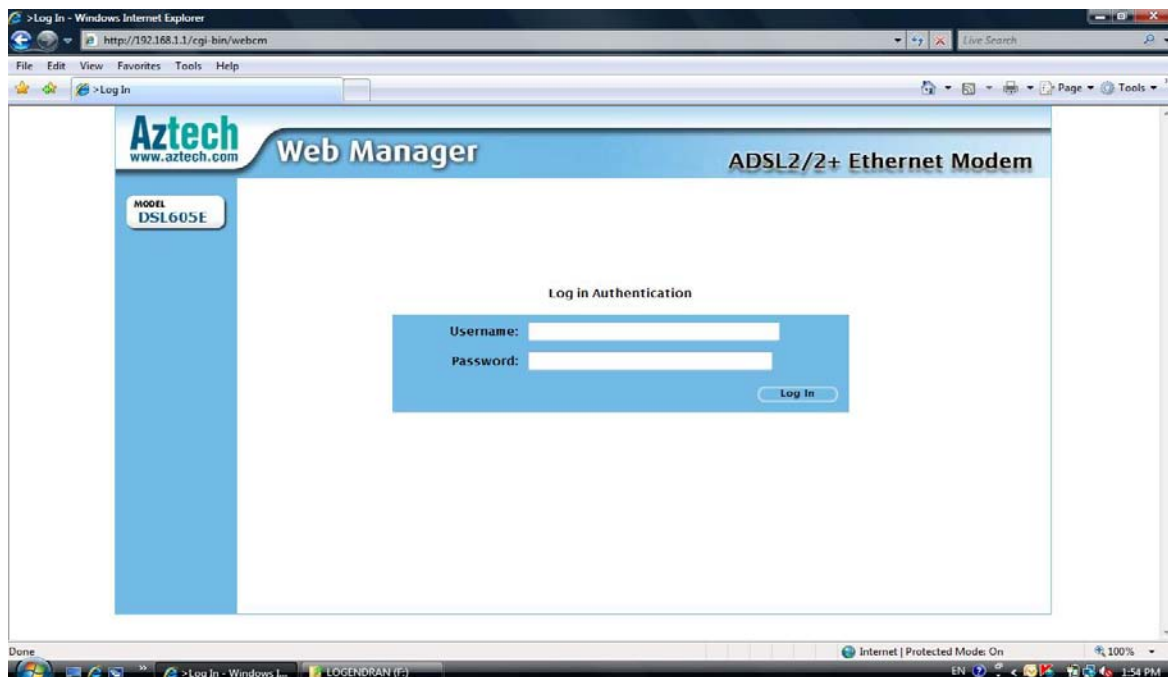 >Log In - Windows Internet Explorer
http://192.168.1.1/cgi-bin/webcm
Live Search
File Edit View Favorites Tools Help
>Log In
Page Tools
Aztech
www.aztech.com
Web Manager
ADSL2/2+ Ethernet Modem
MODEL
DSL605E
Log in Authentication
Username:
Password:
Log In
Done
Internet | Protected Mode: On
100%
>Log In - Windows I...
LOGENDRAN (F:)
EN
1:54 PM